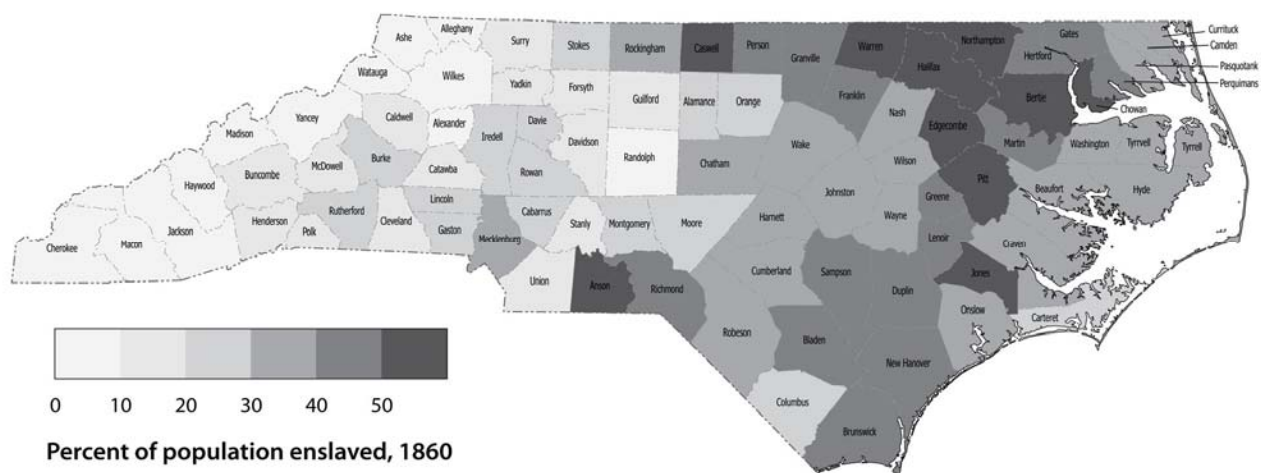 Ashe
Alleghany
Surry
Stokes
Rockingham
Caswell
Person
Granville
Warren
Northampton
Halifax
Hertford
Gates
Currituck
Camden
Pasquotank
Perquimans
Chowan
Bertie
Watauga
Wilkes
Yadkin
Forsyth
Guilford
Alamance
Orange
Franklin
Nash
Edgecombe
Martin
Washington
Tyrrvell
Tyrrell
Madison
Yancey
Caldwell
Alexander
Iredell
Davie
Davidson
Randolph
Chatham
Wake
Wilson
Pitt
Beaufort
Hyde
Haywood
Buncombe
McDowell
Burke
Catawba
Rowan
Johnston
Greene
Cherokee
Macon
Jackson
Henderson
Polk
Rutherford
Cleveland
Lincoln
Gaston
Mecklenburg
Cabarrus
Stanly
Montgomery
Moore
Harnett
Wayne
Lenoir
Craven
Union
Anson
Richmond
Cumberland
Sampson
Duplin
Jones
Onslow
Carteret
Robeson
Bladen
New Hanover
Columbus
Brunswick
0 10 20 30 40 50
Percent of population enslaved, 1860